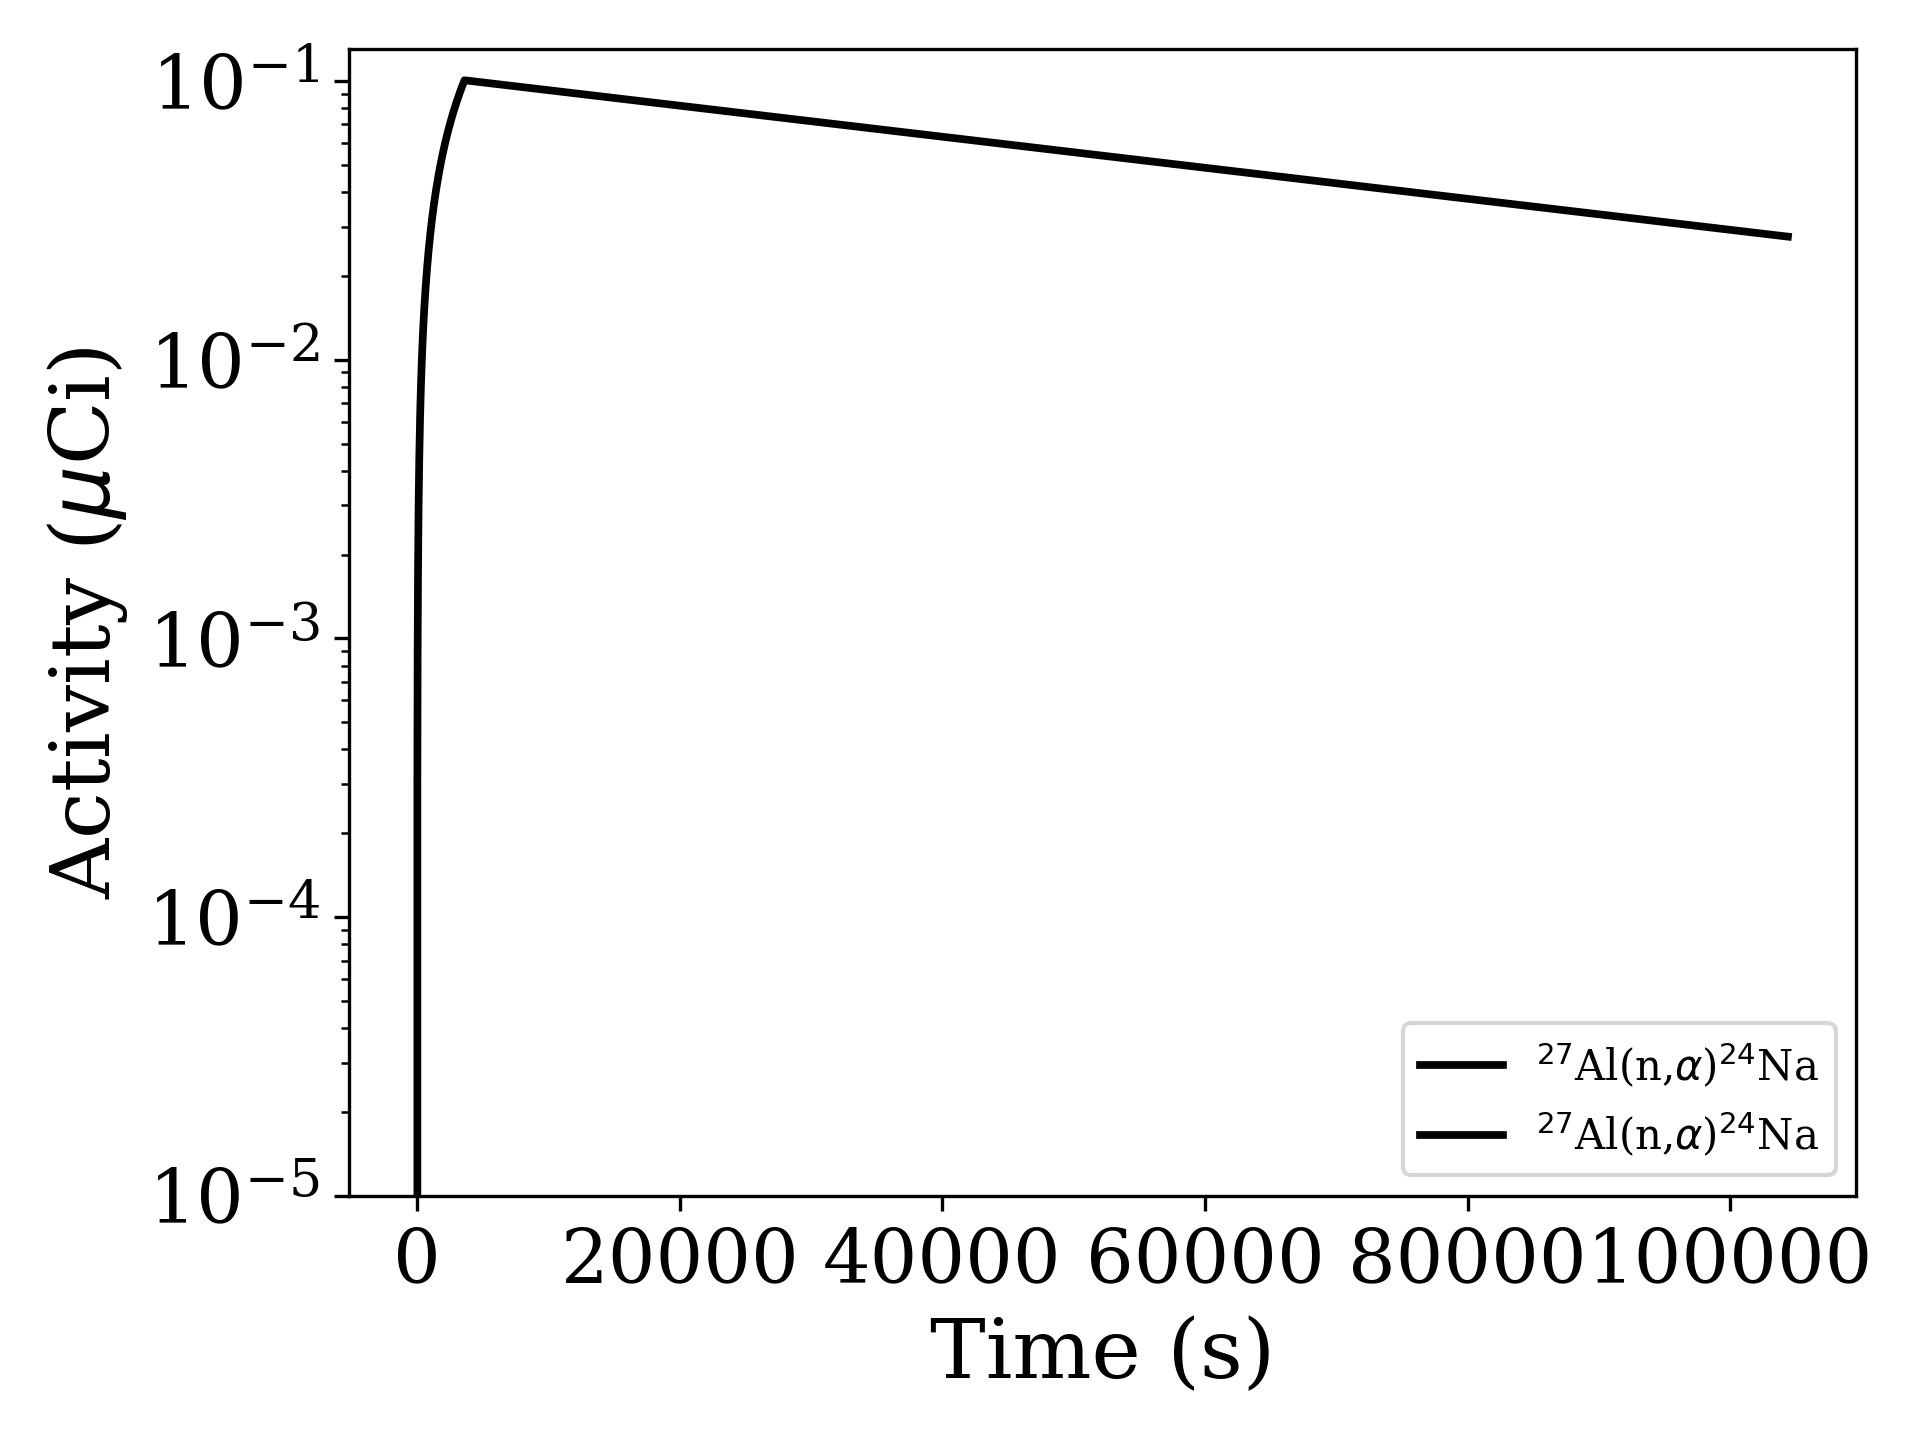 Activity (μCi)
10⁻¹
10⁻²
10⁻³
10⁻⁴
10⁻⁵
²⁷Al(n,α)²⁴Na
²⁷Al(n,α)²⁴Na
0 20000 40000 60000 80000 100000
Time (s)